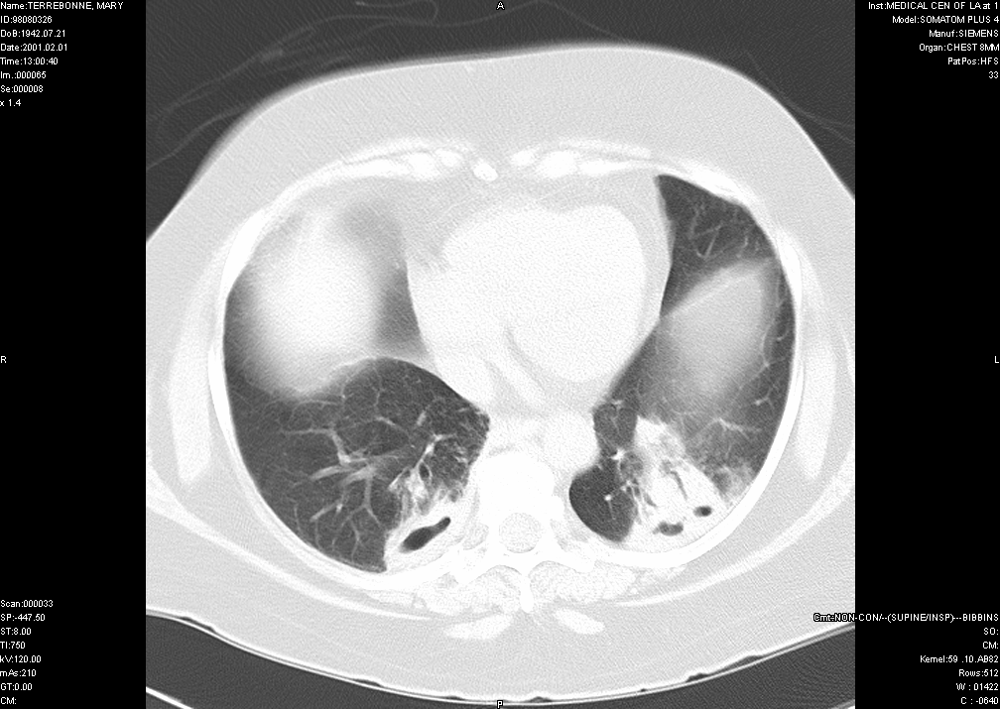 Name:TERREBONNE, MARY
ID:98080326
DoB:1942.07.21
Date:2001.02.01
Time:13:00:40
Im.:000065
Se:000008
x 1.4
A
Inst:MEDICAL CEN OF LA at 1
Model:SOMATOM PLUS 4
Manuf:SIEMENS
Organ:CHEST 8MM
PatPos:HFS
33
R
L
Scan:000033
SP:-447.50
ST:8.00
TI:750
kV:120.00
mAs:210
GT:0.00
CM:
P
Cmt:NON-CON/--(SUPINE/INSP)---BIBBINS
SO:
CM:
Kernel:59 .10.AB82
Rows:512
W : 01422
C : -0640